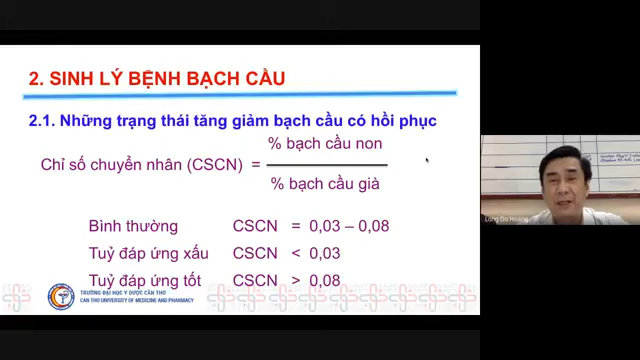 2. SINH LÝ BỆNH BẠCH CẦU
2.1. Những trạng thái tăng giảm bạch cầu có hồi phục
% bạch cầu non
Chỉ số chuyển nhân (CSCN) =
% bạch cầu già
Bình thường CSCN = 0,03 – 0,08
Tuỷ đáp ứng xấu CSCN < 0,03
Tuỷ đáp ứng tốt CSCN > 0,08
TRƯỜNG ĐẠI HỌC Y DƯỢC CẦN THƠ
CAN THO UNIVERSITY OF MEDICINE AND PHARMACY
Long Do Hoang